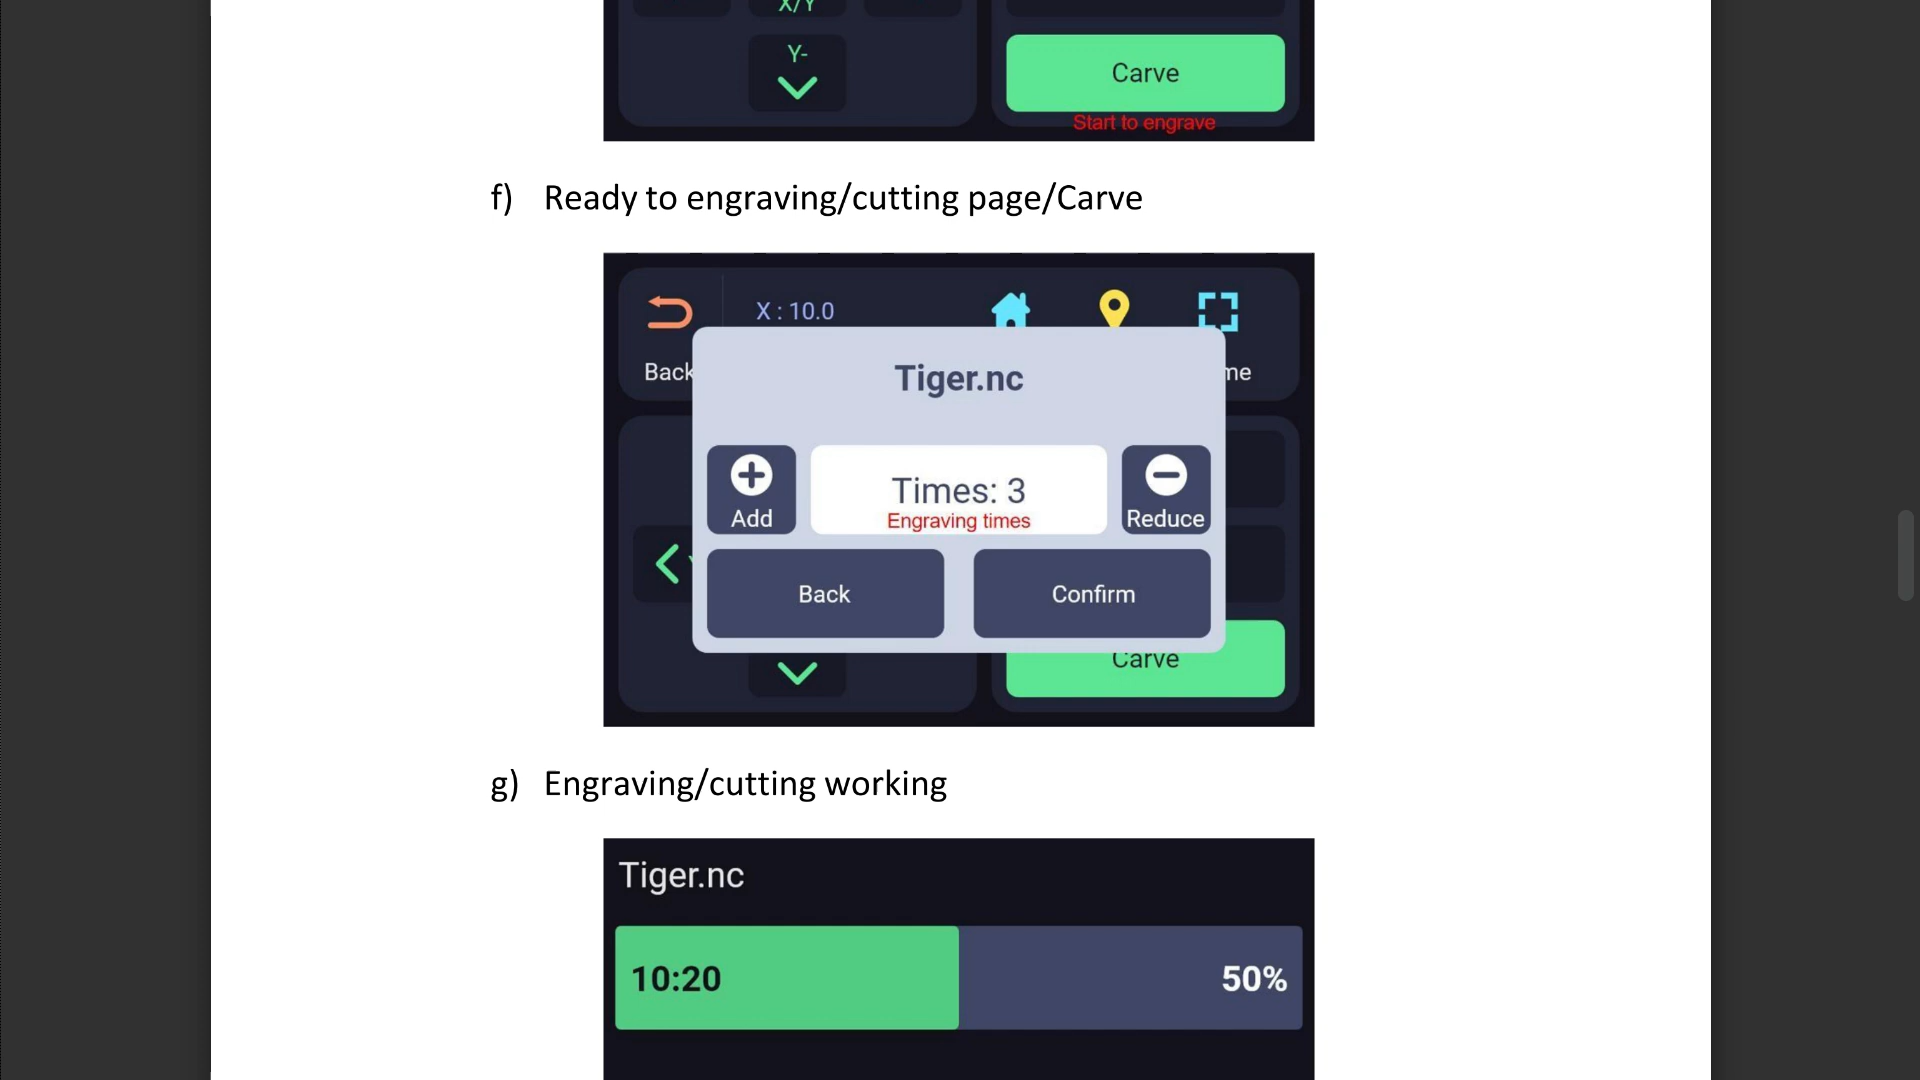 X/Y
Y-
Carve
Start to engrave
f) Ready to engraving/cutting page/Carve
X : 10.0
Back
me
Tiger.nc
Add
Times: 3
Engraving times
Reduce
Back
Confirm
Carve
g) Engraving/cutting working
Tiger.nc
10:20
50%